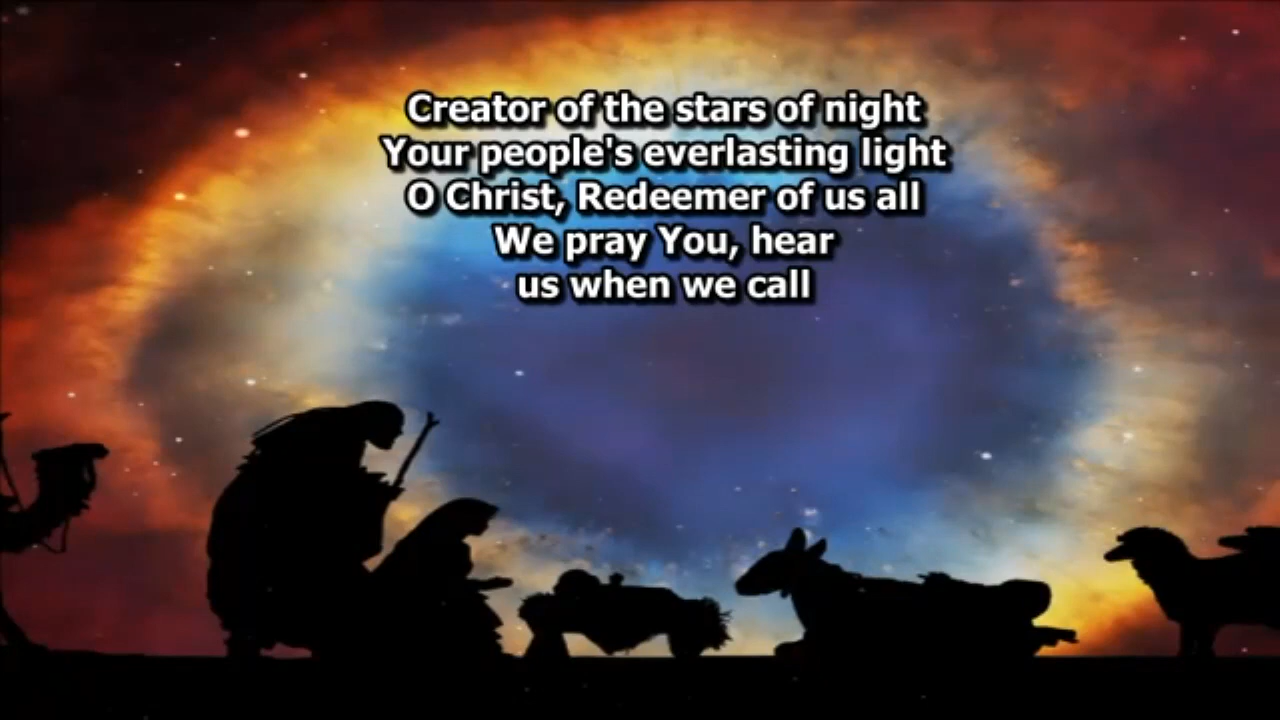 Creator of the stars of night
Your people's everlasting light
O Christ, Redeemer of us all
We pray You, hear
us when we call